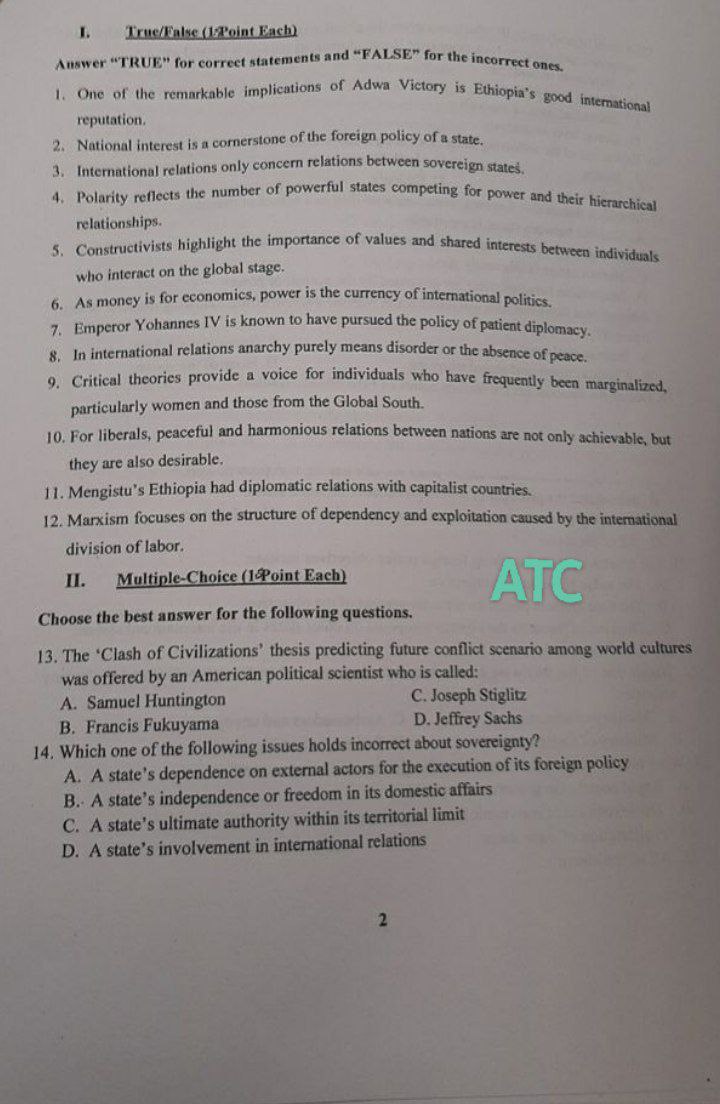 I. True/False (1 Point Each)
Answer "TRUE" for correct statements and "FALSE" for the incorrect ones.
1. One of the remarkable implications of Adwa Victory is Ethiopia's good international
reputation.
2. National interest is a cornerstone of the foreign policy of a state.
3. International relations only concern relations between sovereign states.
4. Polarity reflects the number of powerful states competing for power and their hierarchical
relationships.
5. Constructivists highlight the importance of values and shared interests between individuals
who interact on the global stage.
6. As money is for economics, power is the currency of international politics.
7. Emperor Yohannes IV is known to have pursued the policy of patient diplomacy.
8. In international relations anarchy purely means disorder or the absence of peace.
9. Critical theories provide a voice for individuals who have frequently been marginalized,
particularly women and those from the Global South.
10. For liberals, peaceful and harmonious relations between nations are not only achievable, but
they are also desirable.
11. Mengistu's Ethiopia had diplomatic relations with capitalist countries.
12. Marxism focuses on the structure of dependency and exploitation caused by the international
division of labor.
ATC
II. Multiple-Choice (1 Point Each)
Choose the best answer for the following questions.
13. The 'Clash of Civilizations' thesis predicting future conflict scenario among world cultures
was offered by an American political scientist who is called:
A. Samuel Huntington C. Joseph Stiglitz
B. Francis Fukuyama D. Jeffrey Sachs
14. Which one of the following issues holds incorrect about sovereignty?
A. A state's dependence on external actors for the execution of its foreign policy
B. A state's independence or freedom in its domestic affairs
C. A state's ultimate authority within its territorial limit
D. A state's involvement in international relations
2